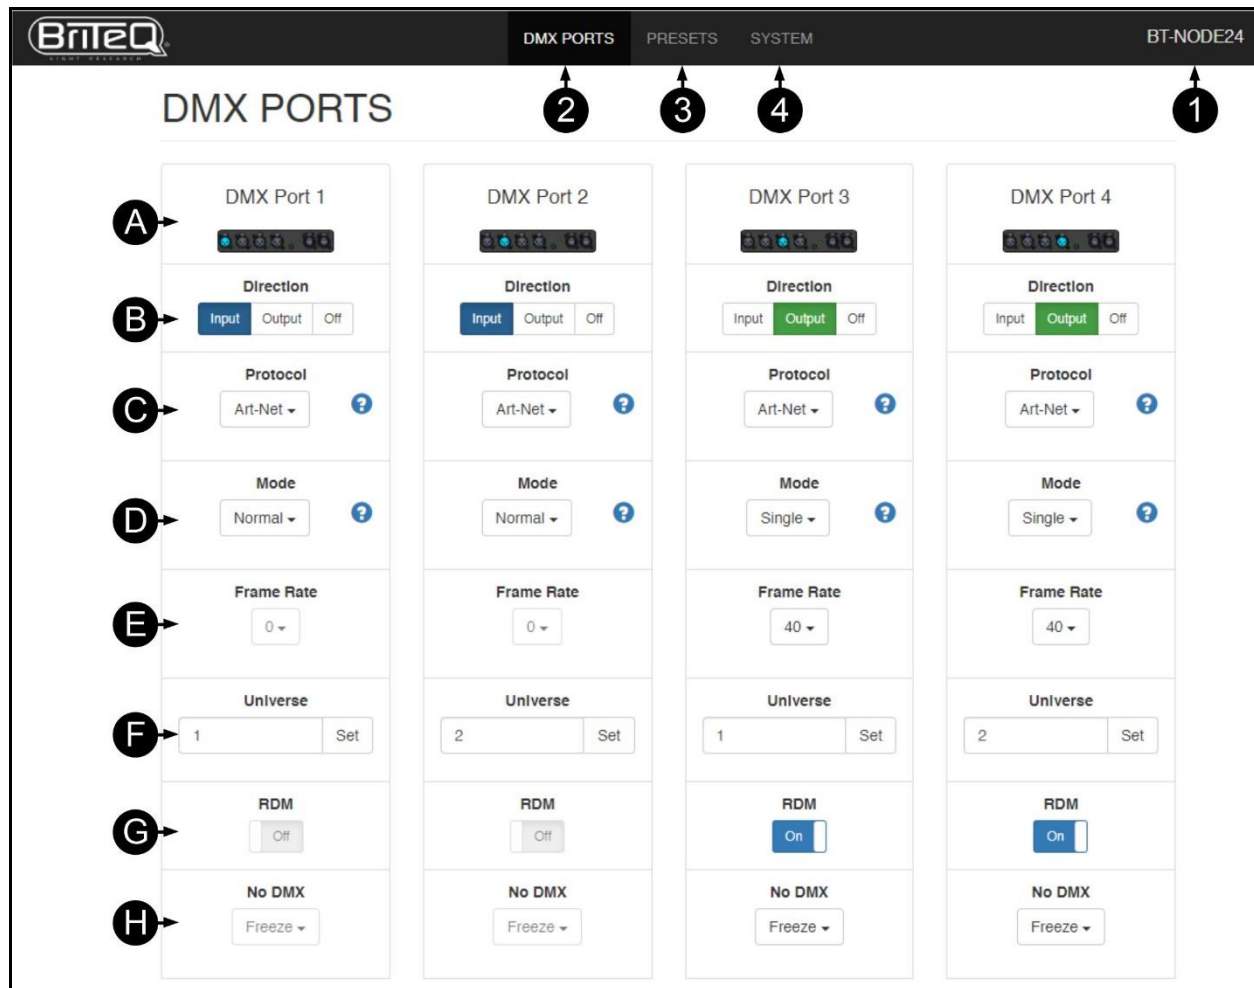 BriTEQ
LIGHT RESEARCH
DMX PORTS PRESETS SYSTEM BT-NODE24
2 3 4 1
DMX PORTS
A DMX Port 1 DMX Port 2 DMX Port 3 DMX Port 4
Direction Direction Direction Direction
B Input Output Off Input Output Off Input Output Off Input Output Off
Protocol Protocol Protocol Protocol
C Art-Net ? Art-Net ? Art-Net ? Art-Net ?
Mode Mode Mode Mode
D Normal ? Normal ? Single ? Single ?
Frame Rate Frame Rate Frame Rate Frame Rate
E 0 0 40 40
Universe Universe Universe Universe
F 1 Set 2 Set 1 Set 2 Set
RDM RDM RDM RDM
G Off Off On On
No DMX No DMX No DMX No DMX
H Freeze Freeze Freeze Freeze